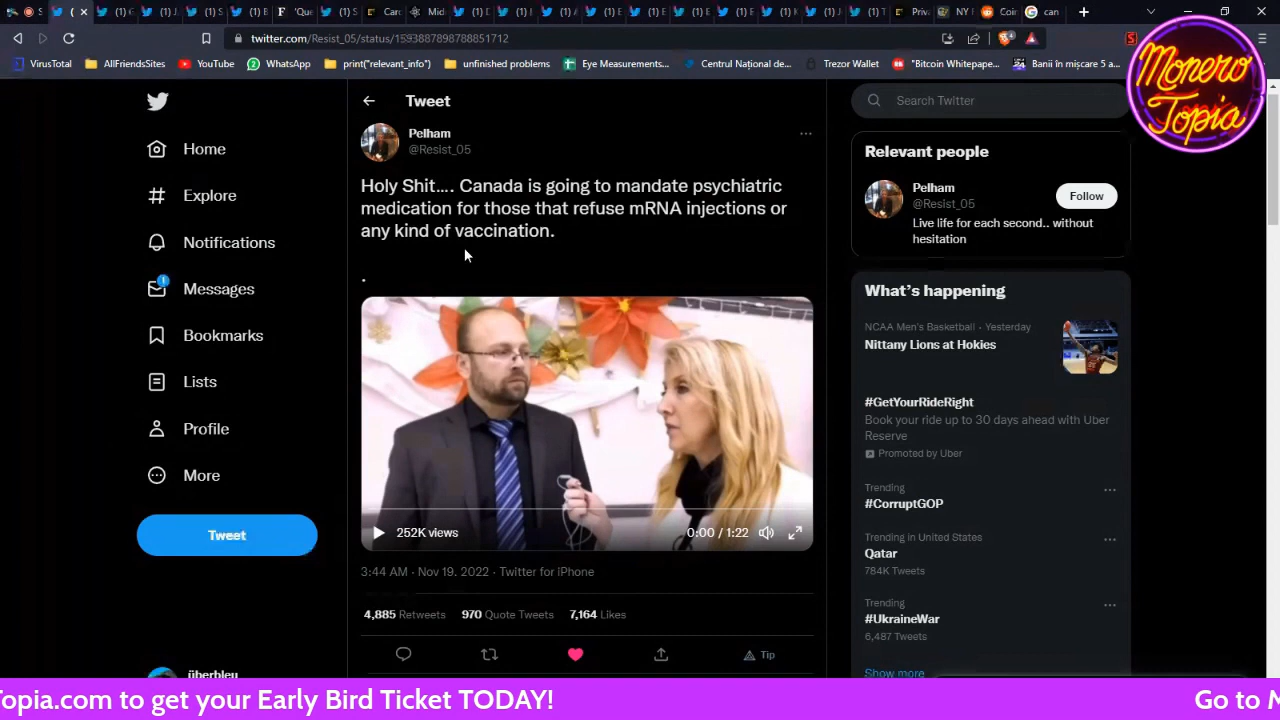 twitter.com/Resist_05/status/1593887898788851712
VirusTotal
AllFriendsSites
YouTube
WhatsApp
print("relevant_info")
unfinished problems
Eye Measurements...
Centrul Național de...
Trezor Wallet
"Bitcoin Whitepape...
Banii în mișcare 5 a...
Monero
Topia
Home
Explore
Notifications
1
Messages
Bookmarks
Lists
Profile
More
Tweet
überbleu
Tweet
Pelham
@Resist_05
Holy Shit.... Canada is going to mandate psychiatric
medication for those that refuse mRNA injections or
any kind of vaccination.
.
252K views
0:00 / 1:22
3:44 AM · Nov 19, 2022 · Twitter for iPhone
4,885 Retweets 970 Quote Tweets 7,164 Likes
Tip
Search Twitter
Relevant people
Pelham
@Resist_05
Follow
Live life for each second.. without
hesitation
What's happening
NCAA Men's Basketball · Yesterday
Nittany Lions at Hokies
#GetYourRideRight
Book your ride up to 30 days ahead with Uber
Reserve
Promoted by Uber
Trending
#CorruptGOP
Trending in United States
Qatar
784K Tweets
Trending
#UkraineWar
6,487 Tweets
Show more
Topia.com to get your Early Bird Ticket TODAY!
Go to M